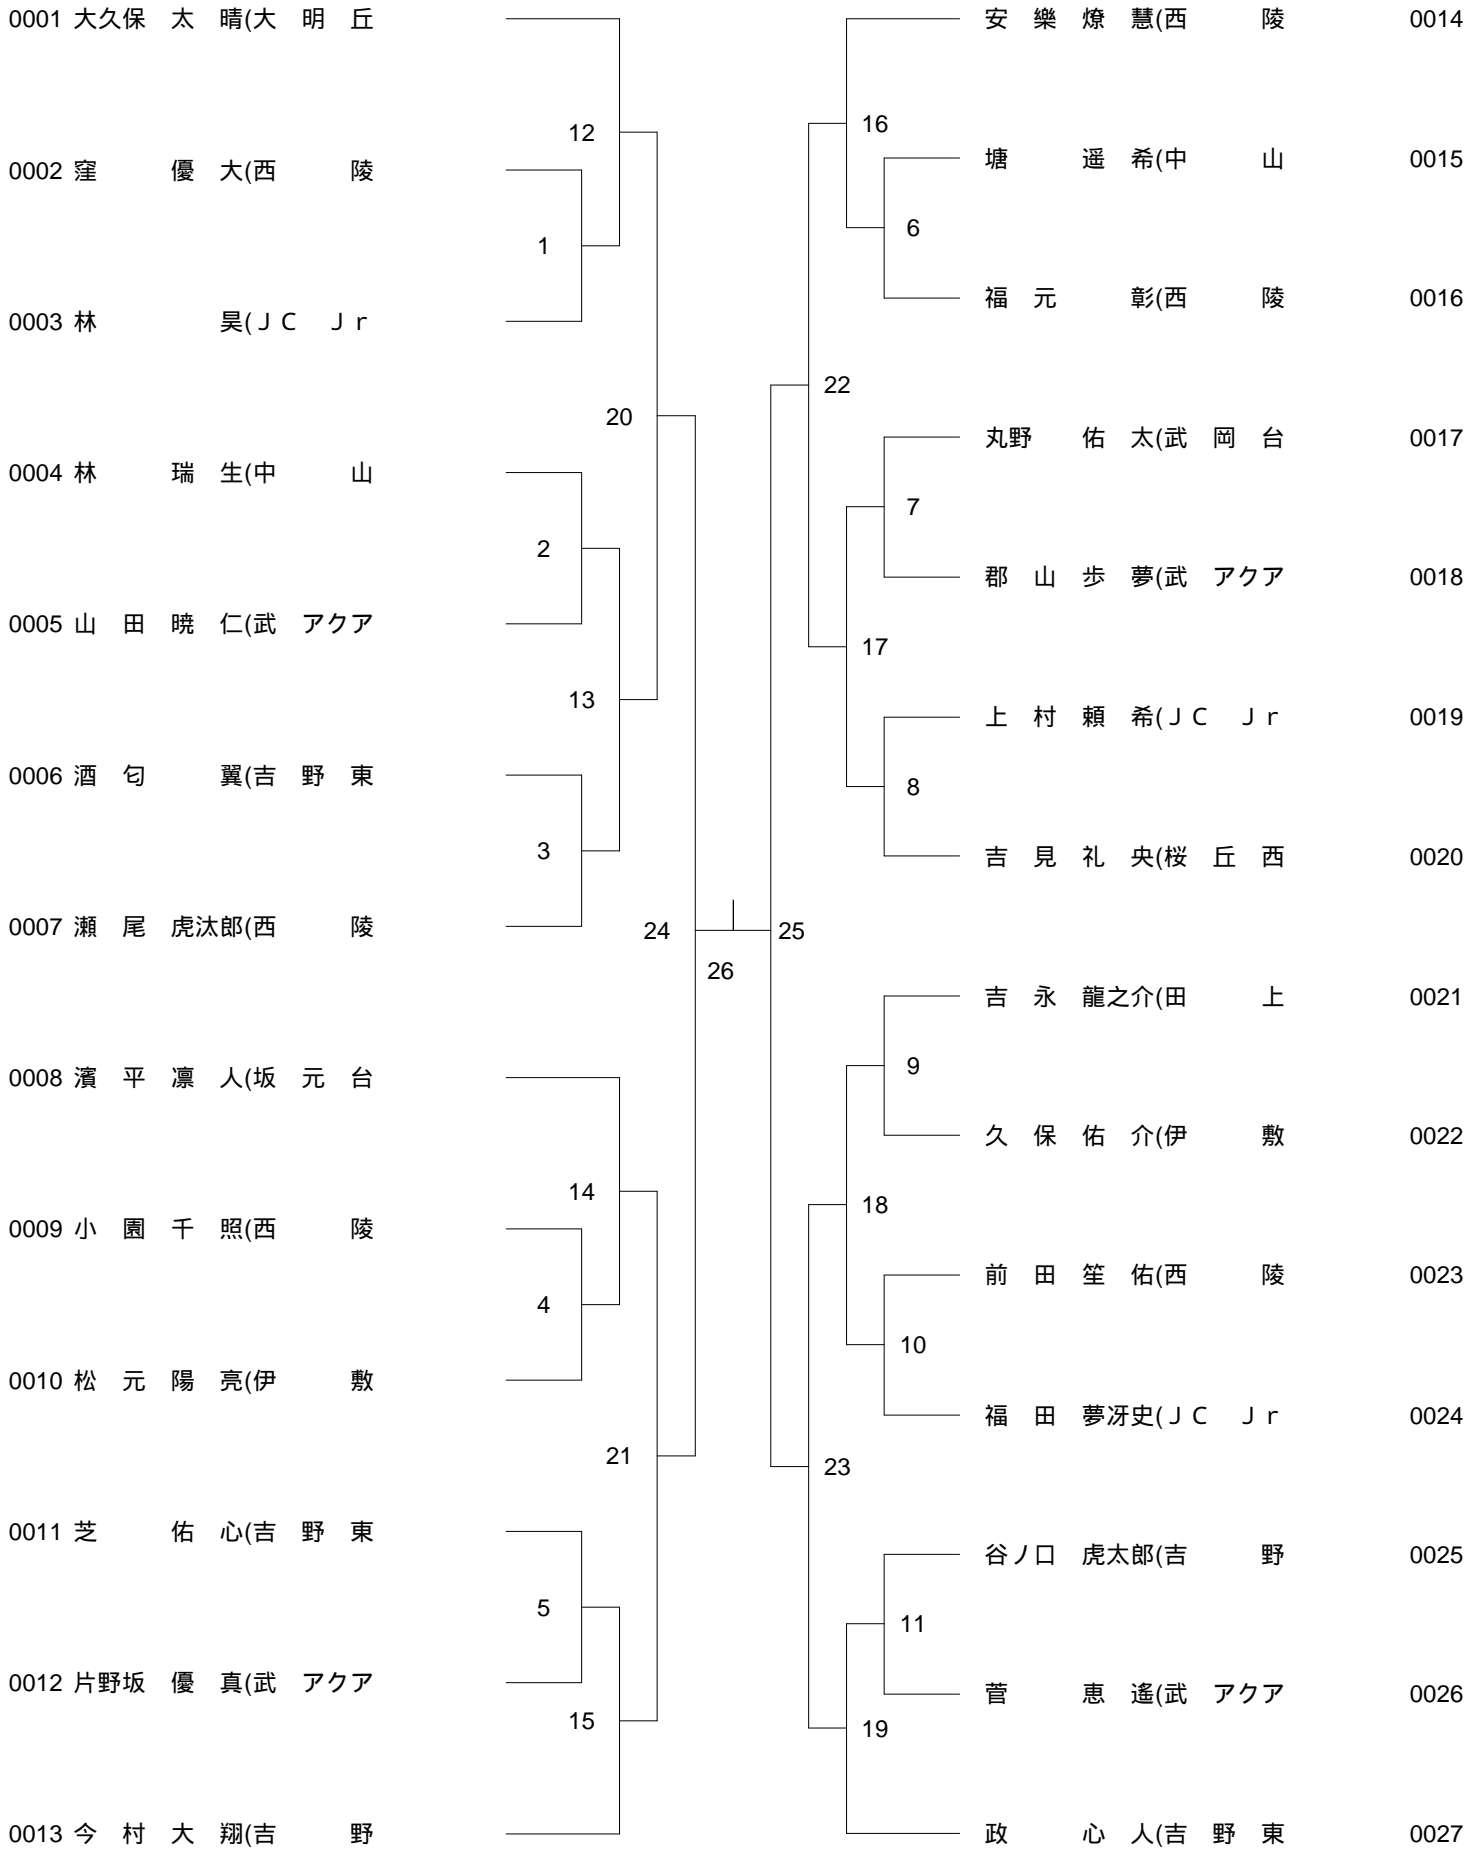 0001 大久保 太 晴(大 明 丘
12
0002 窪 優 大(西 陵
1
0003 林 昊(ＪＣ Ｊｒ
20
0004 林 瑞 生(中 山
2
0005 山 田 暁 仁(武 アクア
13
0006 酒 匂 翼(吉 野 東
3
0007 瀬 尾 虎汰郎(西 陵
24
26
0008 濱 平 凛 人(坂 元 台
14
0009 小 園 千 照(西 陵
4
0010 松 元 陽 亮(伊 敷
21
0011 芝 佑 心(吉 野 東
5
0012 片野坂 優 真(武 アクア
15
0013 今 村 大 翔(吉 野
安 樂 燎 慧(西 陵 0014
16
塘 遥 希(中 山 0015
6
福 元 彰(西 陵 0016
22
丸野 佑 太(武 岡 台 0017
7
郡 山 歩 夢(武 アクア 0018
17
上 村 頼 希(ＪＣ Ｊｒ 0019
8
吉 見 礼 央(桜 丘 西 0020
25
吉 永 龍之介(田 上 0021
9
久 保 佑 介(伊 敷 0022
18
前 田 笙 佑(西 陵 0023
10
福 田 夢冴史(ＪＣ Ｊｒ 0024
23
谷ノ口 虎太郎(吉 野 0025
11
菅 恵 遙(武 アクア 0026
19
政 心 人(吉 野 東 0027